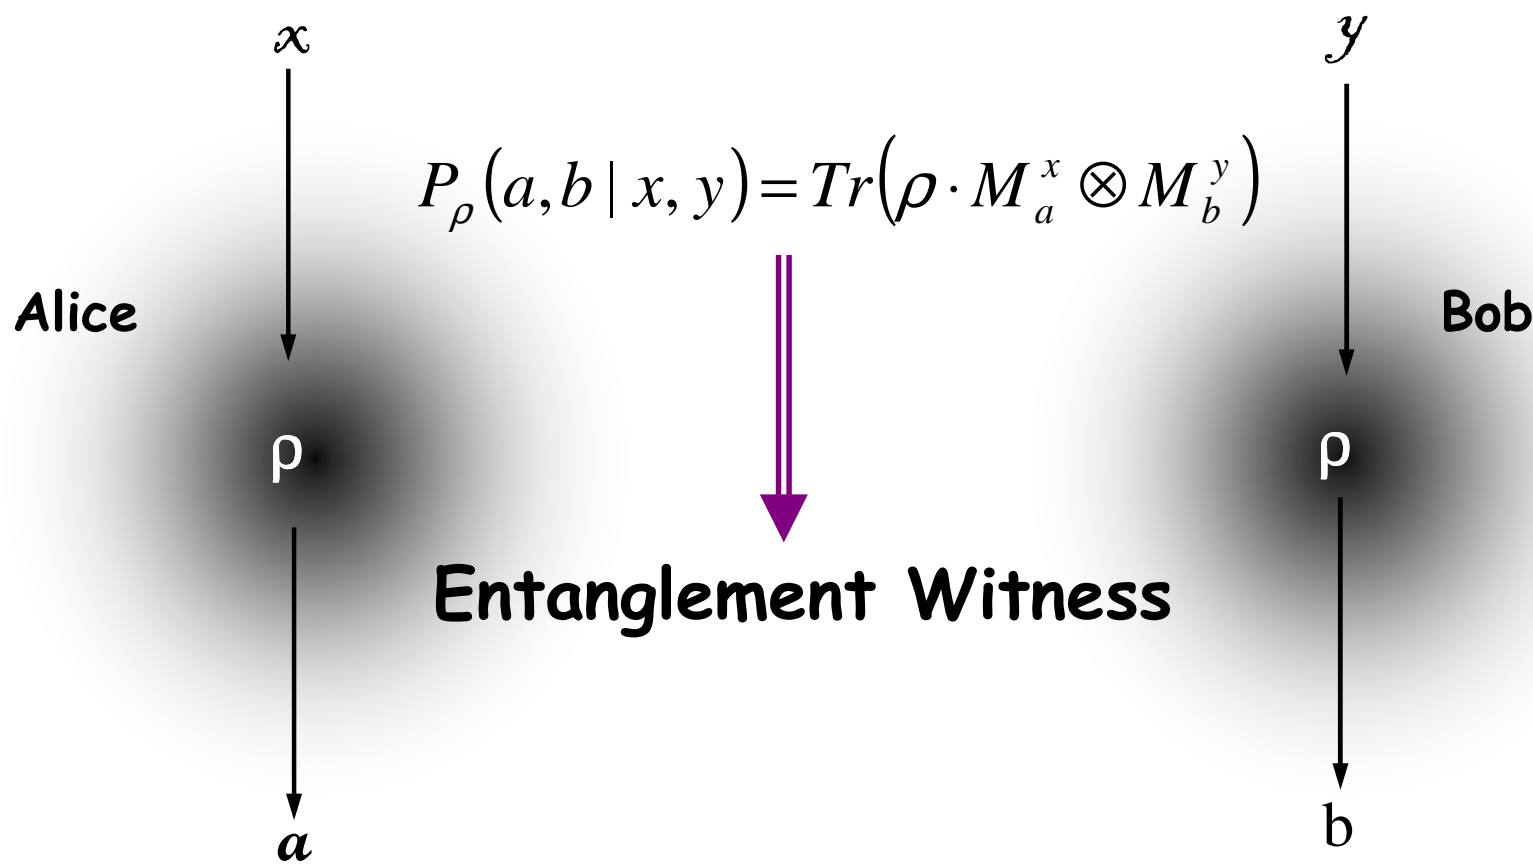 x
y
P_ρ(a,b | x, y) = Tr(ρ · M_a^x ⊗ M_b^y)
Alice
Bob
ρ
ρ
Entanglement Witness
a
b